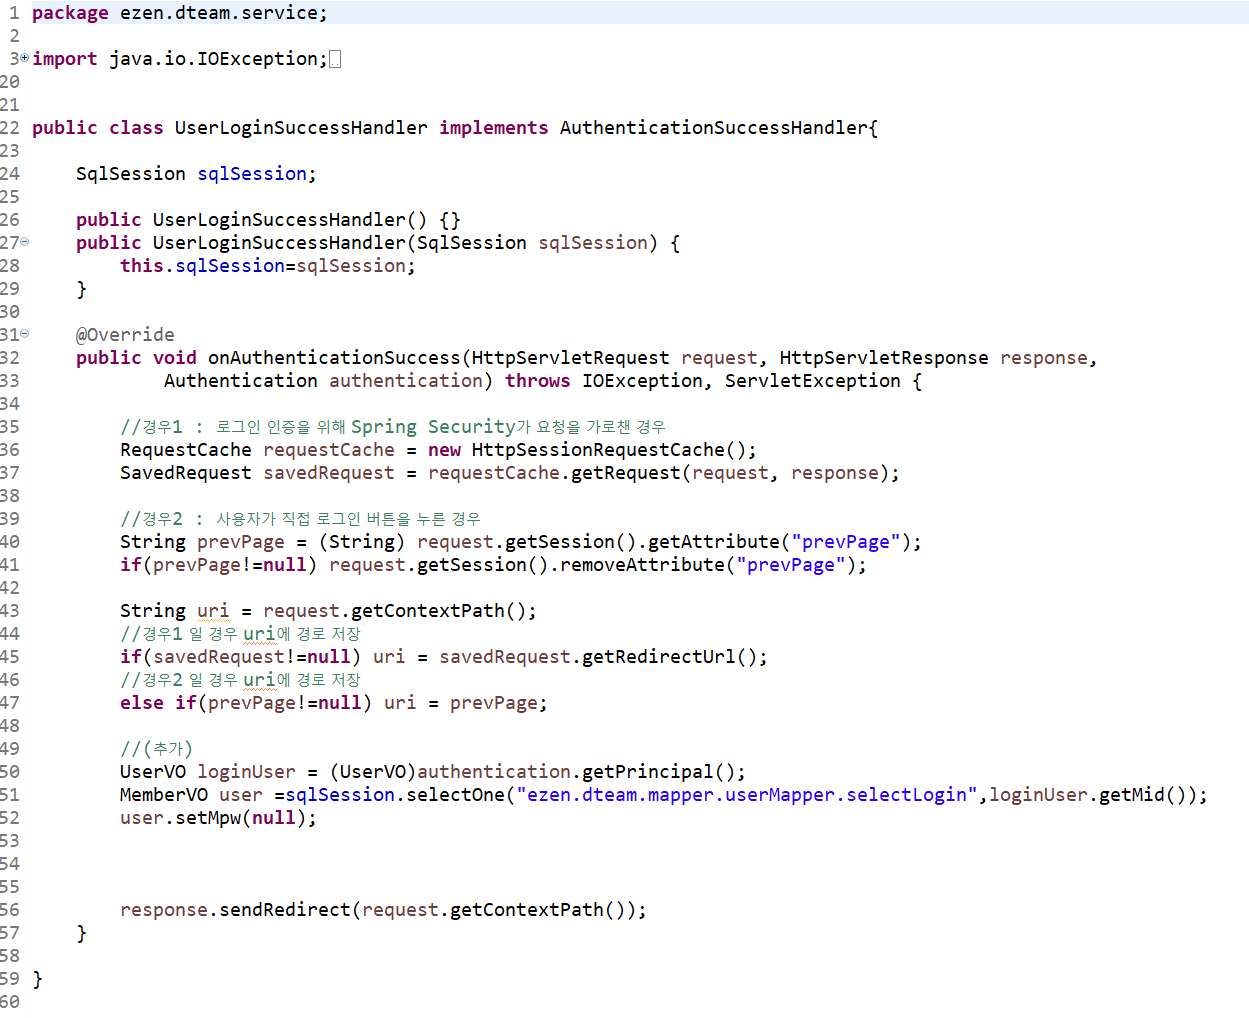 1 package ezen.dteam.service;
2
3 import java.io.IOException;
20
21
22 public class UserLoginSuccessHandler implements AuthenticationSuccessHandler{
23
24     SqlSession sqlSession;
25
26     public UserLoginSuccessHandler() {}
27     public UserLoginSuccessHandler(SqlSession sqlSession) {
28         this.sqlSession=sqlSession;
29     }
30
31     @Override
32     public void onAuthenticationSuccess(HttpServletRequest request, HttpServletResponse response,
33             Authentication authentication) throws IOException, ServletException {
34
35         //경우1 : 로그인 인증을 위해 Spring Security가 요청을 가로챈 경우
36         RequestCache requestCache = new HttpSessionRequestCache();
37         SavedRequest savedRequest = requestCache.getRequest(request, response);
38
39         //경우2 : 사용자가 직접 로그인 버튼을 누른 경우
40         String prevPage = (String) request.getSession().getAttribute("prevPage");
41         if(prevPage!=null) request.getSession().removeAttribute("prevPage");
42
43         String uri = request.getContextPath();
44         //경우1 일 경우 uri에 경로 저장
45         if(savedRequest!=null) uri = savedRequest.getRedirectUrl();
46         //경우2 일 경우 uri에 경로 저장
47         else if(prevPage!=null) uri = prevPage;
48
49         //(추가)
50         UserVO loginUser = (UserVO)authentication.getPrincipal();
51         MemberVO user =sqlSession.selectOne("ezen.dteam.mapper.userMapper.selectLogin",loginUser.getMid());
52         user.setMpw(null);
53
54
55
56         response.sendRedirect(request.getContextPath());
57     }
58
59 }
60